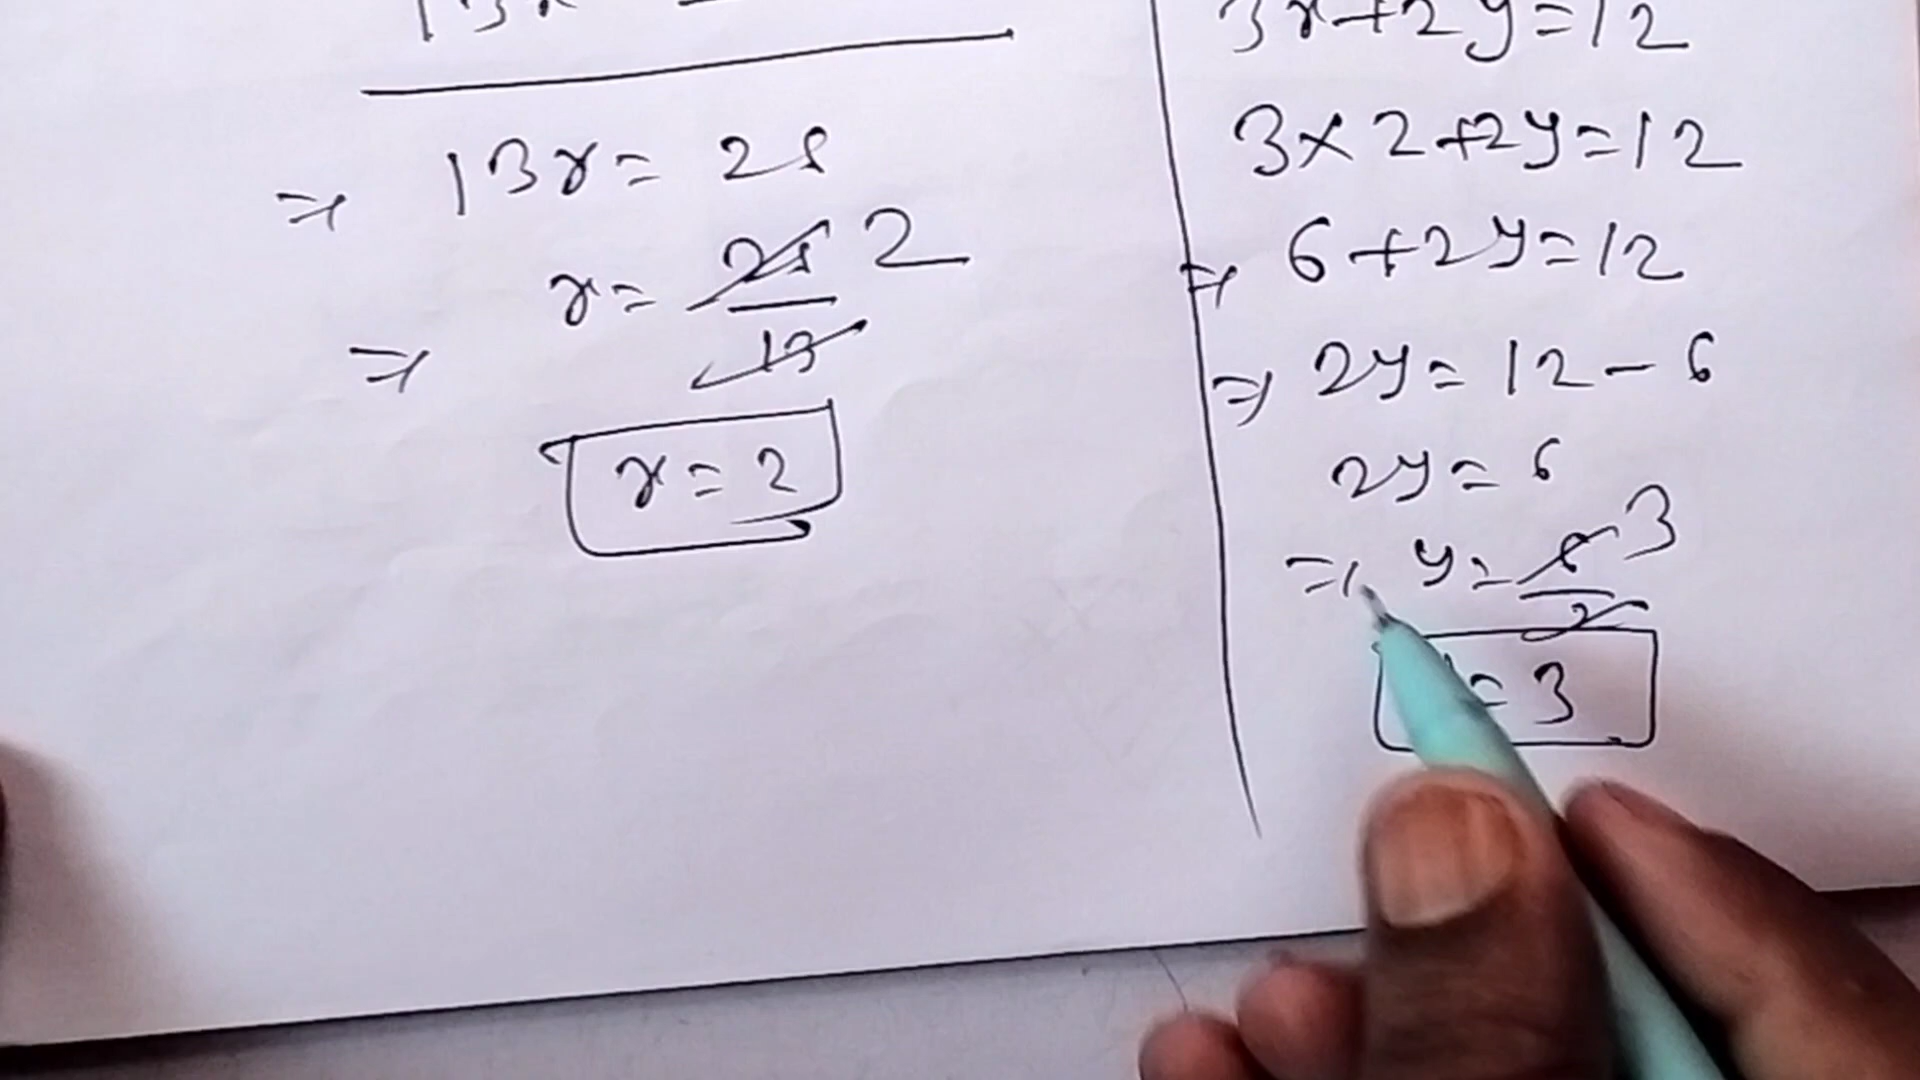 13x
⇒ 13x = 26
⇒ x = 26/13 2
x = 2
3x+2y=12
3×2+2y=12
⇒ 6+2y=12
⇒ 2y=12-6
2y=6
⇒ y=6/2 3
= 3